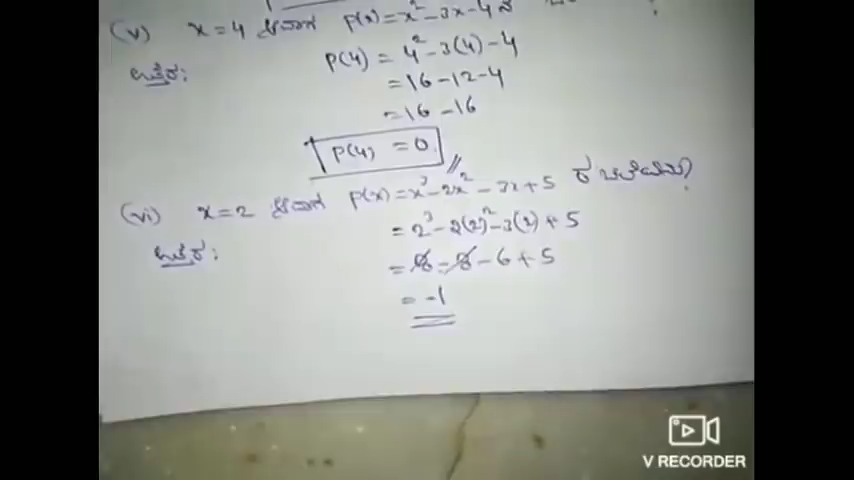 (v) x=4 ಆದಾಗ p(x)=x²-3x-4 ನ
ಉತ್ತರ: p(4) = 4²-3(4)-4
=16-12-4
=16-16
p(4) =0
(vi) x=2 ಆದಾಗ p(x)=x³-2x²-3x+5 ರ ಬೆಲೆಯೇನು?
ಉತ್ತರ: =2³-2(2)²-3(2)+5
=8-8-6+5
=-1
V RECORDER